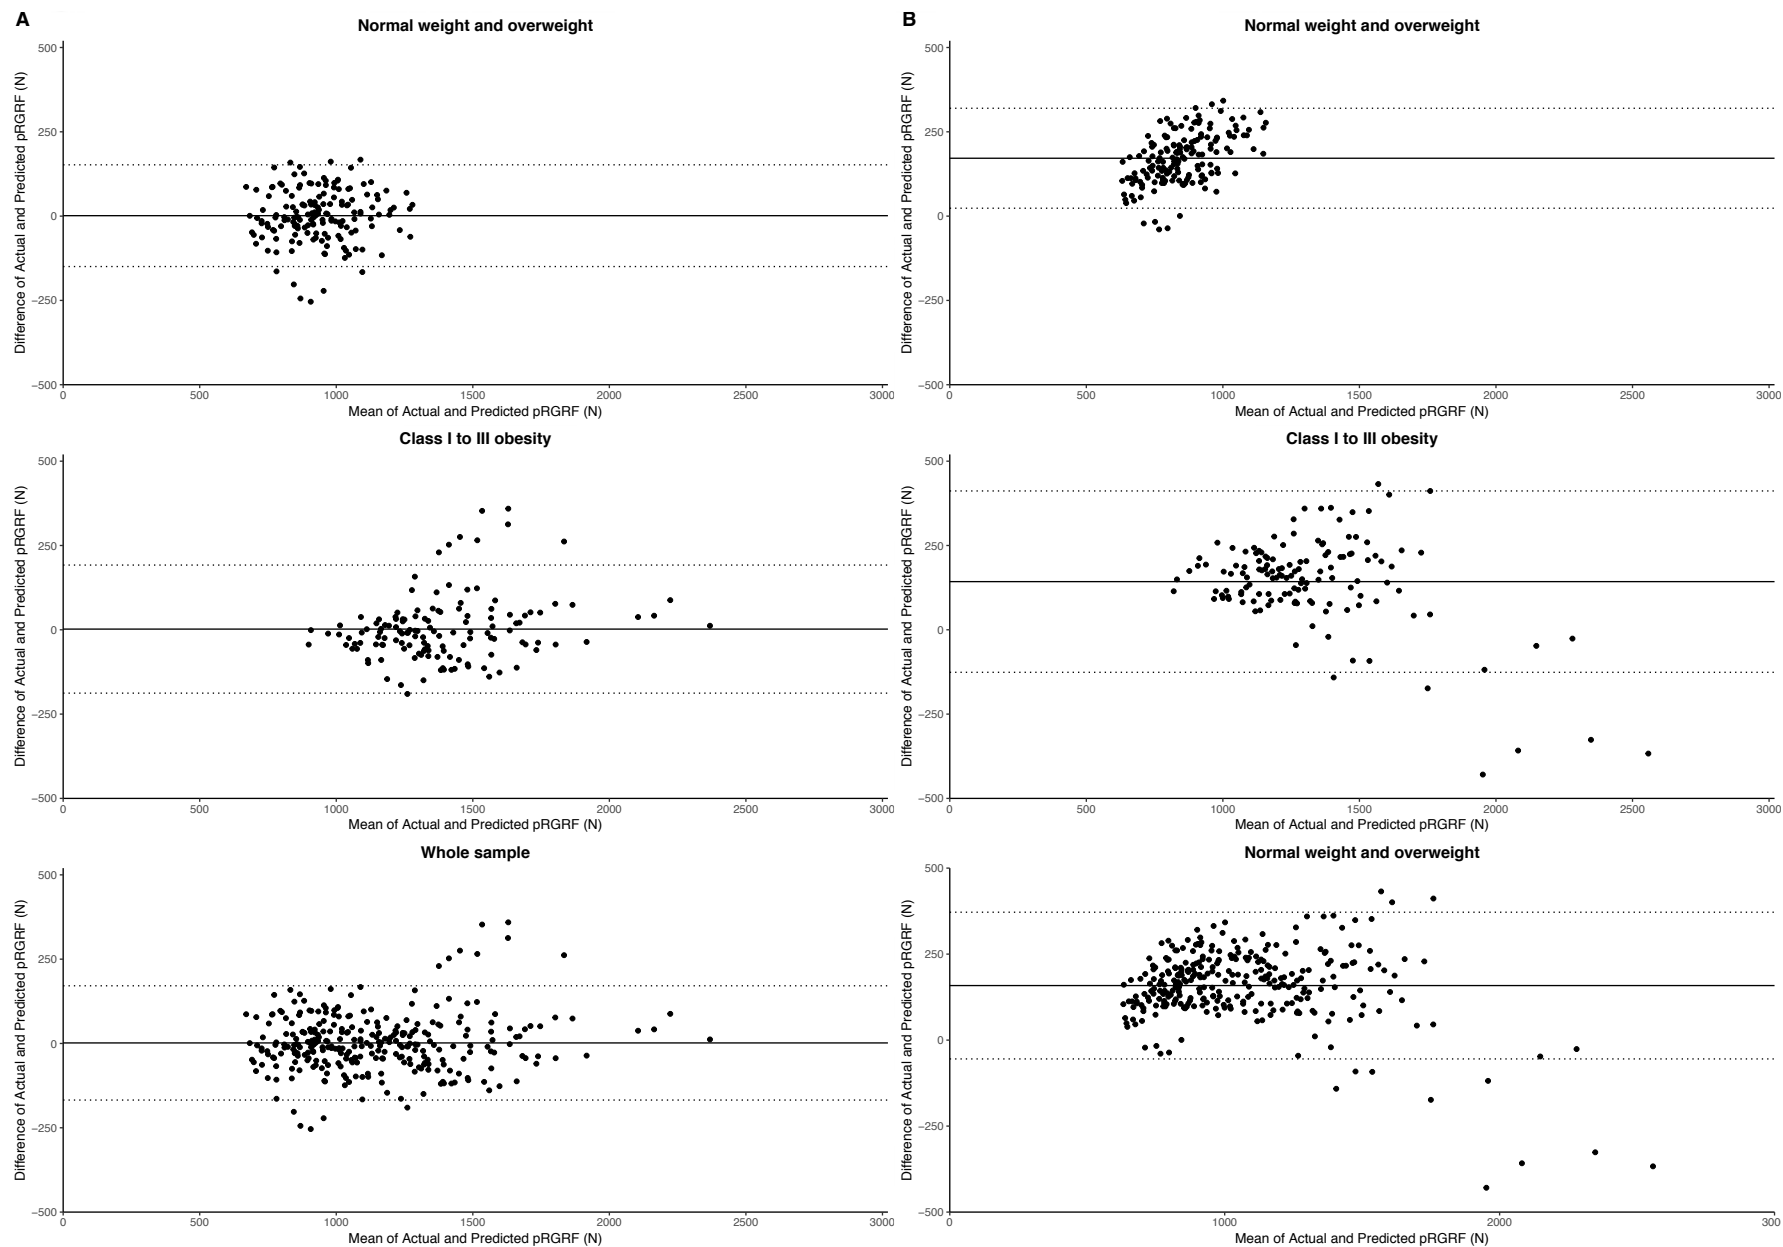 A
Normal weight and overweight
Difference of Actual and Predicted pRGRF (N)
500
250
0
−250
−500
0 500 1000 1500 2000 2500 3000
Mean of Actual and Predicted pRGRF (N)
Class I to III obesity
Difference of Actual and Predicted pRGRF (N)
500
250
0
−250
−500
0 500 1000 1500 2000 2500 3000
Mean of Actual and Predicted pRGRF (N)
Whole sample
Difference of Actual and Predicted pRGRF (N)
500
250
0
−250
−500
0 500 1000 1500 2000 2500 3000
Mean of Actual and Predicted pRGRF (N)
B
Normal weight and overweight
Difference of Actual and Predicted pRGRF (N)
500
250
0
−250
−500
0 500 1000 1500 2000 2500 3000
Mean of Actual and Predicted pRGRF (N)
Class I to III obesity
Difference of Actual and Predicted pRGRF (N)
500
250
0
−250
−500
0 500 1000 1500 2000 2500 3000
Mean of Actual and Predicted pRGRF (N)
Normal weight and overweight
Difference of Actual and Predicted pRGRF (N)
500
250
0
−250
−500
0 1000 2000 300
Mean of Actual and Predicted pRGRF (N)